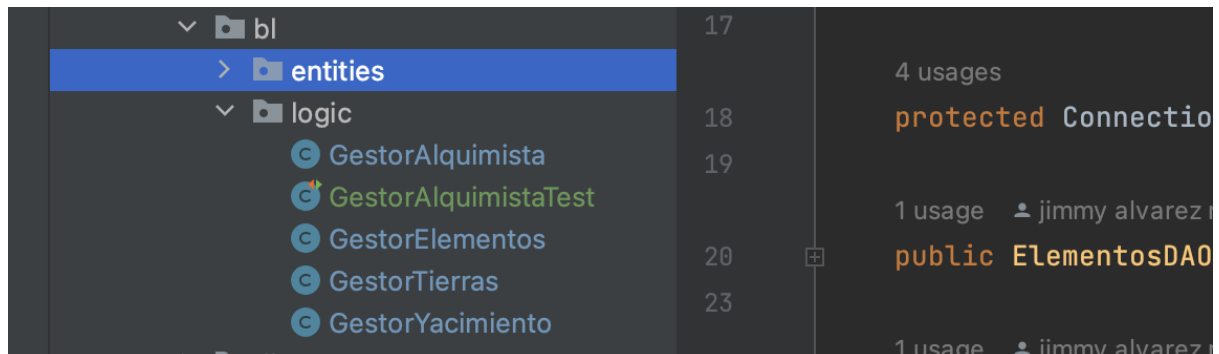 bl
entities
logic
GestorAlquimista
GestorAlquimistaTest
GestorElementos
GestorTierras
GestorYacimiento
17
4 usages
18 protected Connectio
19
1 usage jimmy alvarez r
20 public ElementosDAO
23
1 usage jimmy alvarez r